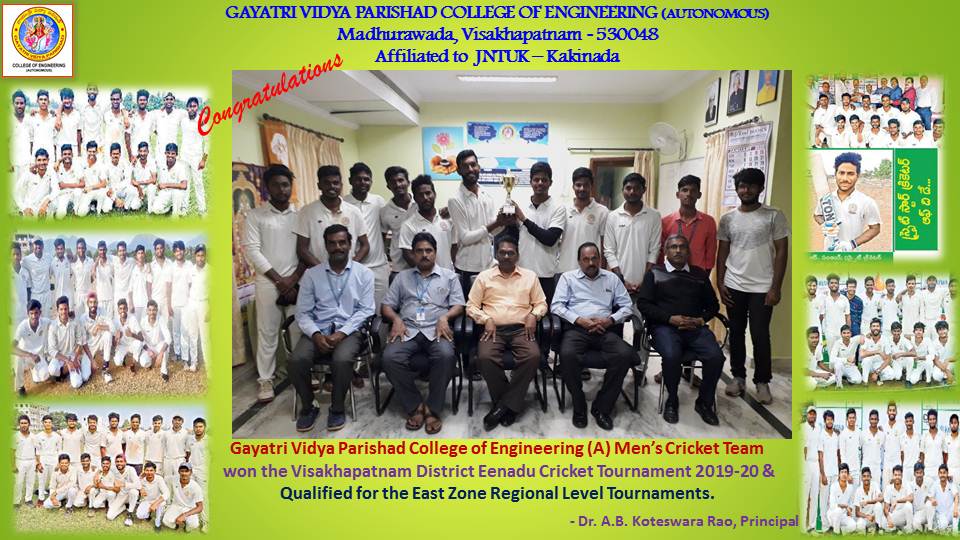 GAYATRI VIDYA PARISHAD COLLEGE OF ENGINEERING (AUTONOMOUS)
Madhurawada, Visakhapatnam - 530048
Affiliated to JNTUK – Kakinada
COLLEGE OF ENGINEERING
(AUTONOMOUS)
Congratulations
Gayatri Vidya Parishad College of Engineering (A) Men’s Cricket Team
won the Visakhapatnam District Eenadu Cricket Tournament 2019-20 &
Qualified for the East Zone Regional Level Tournaments.
- Dr. A.B. Koteswara Rao, Principal